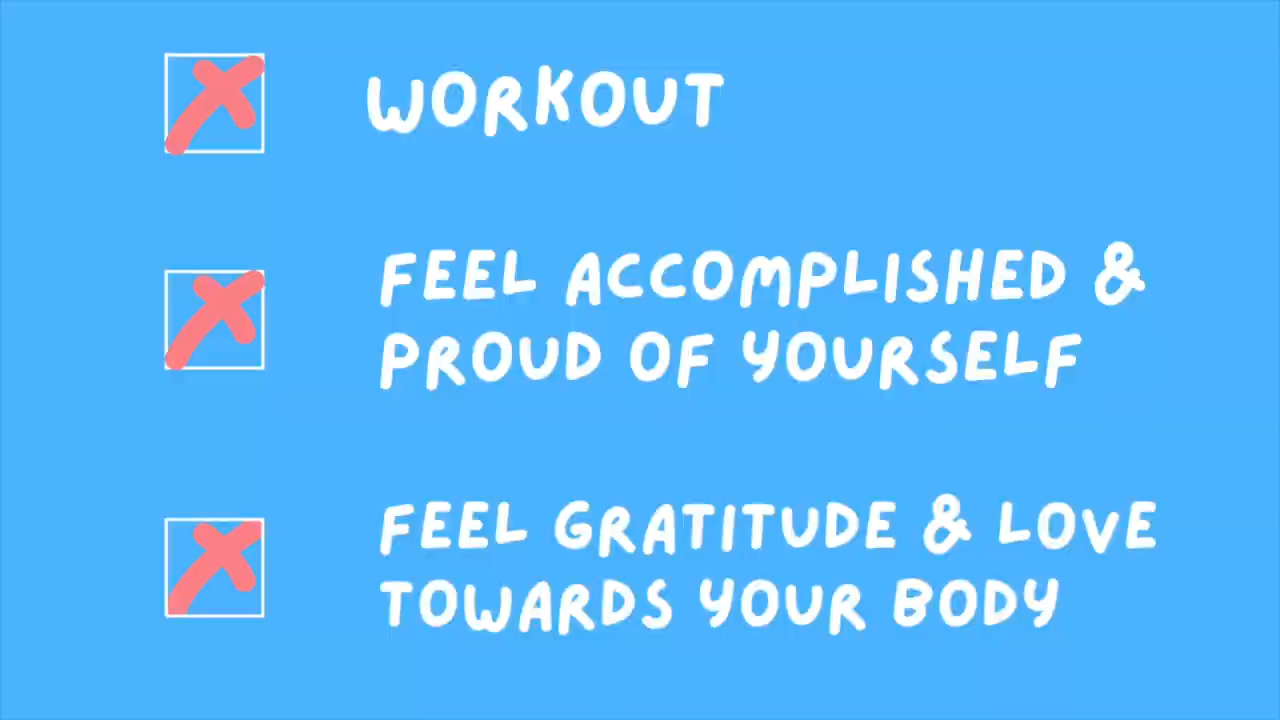 WORKOUT
FEEL ACCOMPLISHED &
PROUD OF YOURSELF
FEEL GRATITUDE & LOVE
TOWARDS YOUR BODY